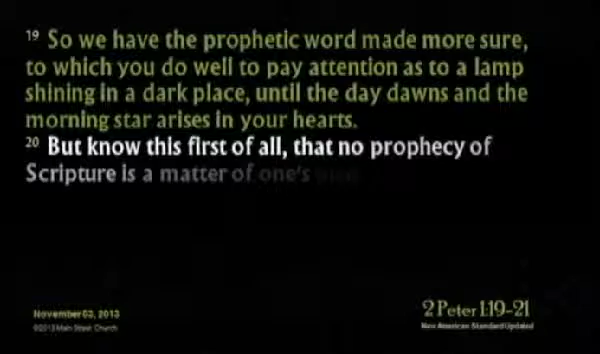 19 So we have the prophetic word made more sure,
to which you do well to pay attention as to a lamp
shining in a dark place, until the day dawns and the
morning star arises in your hearts.
20 But know this first of all, that no prophecy of
Scripture is a matter of one's
November 03, 2013
©2013 Main Street Church
2 Peter 1:19-21
New American Standard Updated